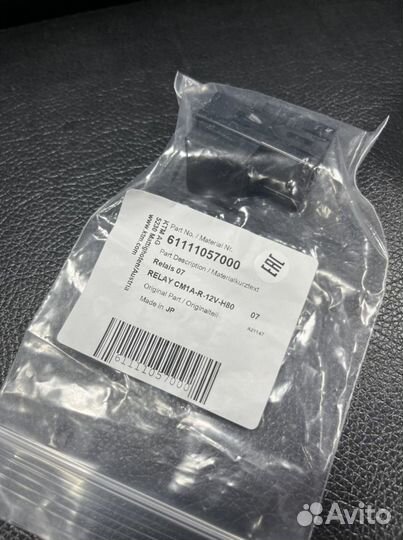 KTM AG
5230 Mattighofen/Austria
www.ktm.com
Part No. / Material Nr.
61111057000
Part Description / Materialkurztext
Relais 07
RELAY CM1A-R-12V-H80
07
Original Part / Originalteil
Made in JP
A21147
EAC
61111057000
Avito